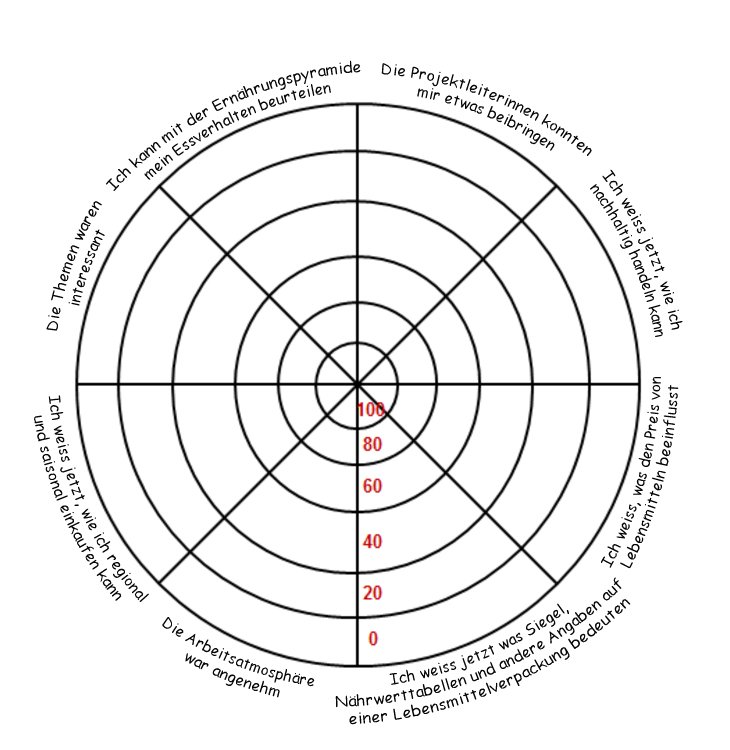 Ich kann mit der Ernährungspyramide
mein Essverhalten beurteilen
Die Projektleiterinnen konnten
mir etwas beibringen
Ich weiss jetzt, wie ich
nachhaltig handeln kann
Ich weiss, was den Preis von
Lebensmitteln beeinflusst
Ich weiss jetzt was Siegel,
Nährwerttabellen und andere Angaben auf
einer Lebensmittelverpackung bedeuten
Die Arbeitsatmosphäre
war angenehm
Ich weiss jetzt, wie ich regional
und saisonal einkaufen kann
Die Themen waren
interessant
100
80
60
40
20
0